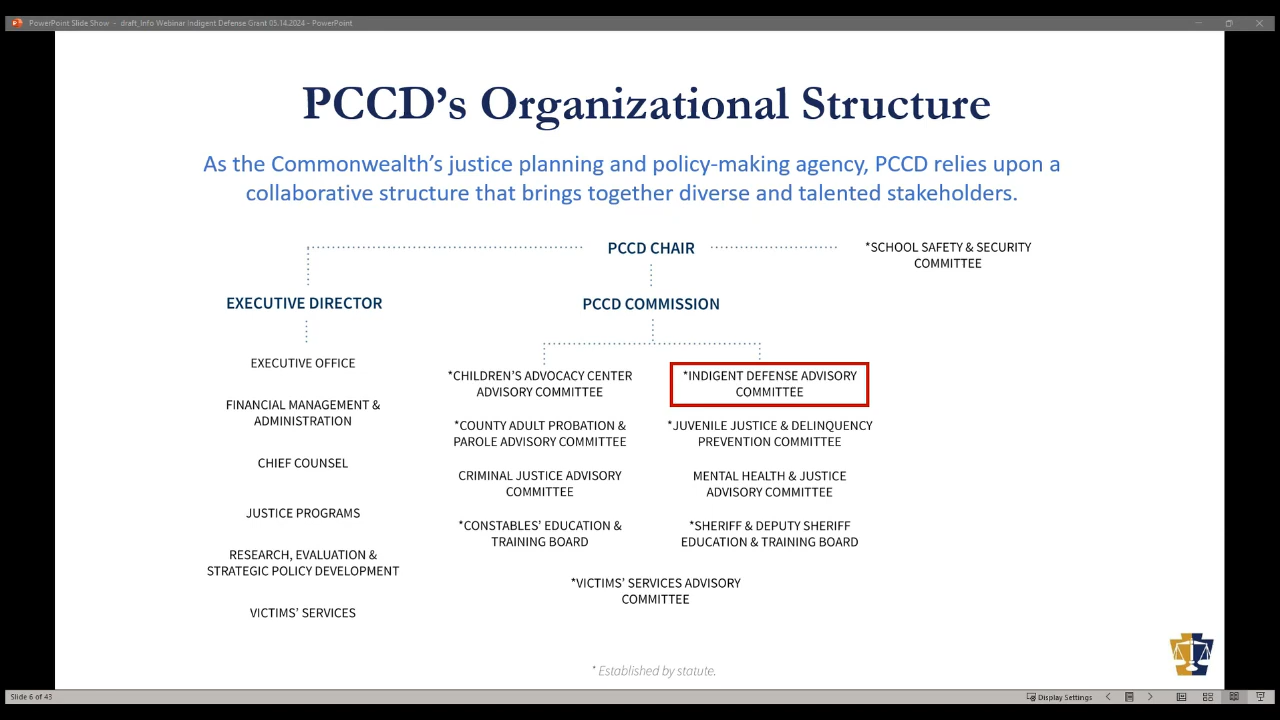 PowerPoint Slide Show - draft_Info Webinar Indigent Defense Grant 05.14.2024 - PowerPoint
PCCD's Organizational Structure
As the Commonwealth's justice planning and policy-making agency, PCCD relies upon a
collaborative structure that brings together diverse and talented stakeholders.
PCCD CHAIR
*SCHOOL SAFETY & SECURITY
COMMITTEE
EXECUTIVE DIRECTOR
EXECUTIVE OFFICE
FINANCIAL MANAGEMENT &
ADMINISTRATION
CHIEF COUNSEL
JUSTICE PROGRAMS
RESEARCH, EVALUATION &
STRATEGIC POLICY DEVELOPMENT
VICTIMS' SERVICES
PCCD COMMISSION
*CHILDREN'S ADVOCACY CENTER
ADVISORY COMMITTEE
*COUNTY ADULT PROBATION &
PAROLE ADVISORY COMMITTEE
CRIMINAL JUSTICE ADVISORY
COMMITTEE
*CONSTABLES' EDUCATION &
TRAINING BOARD
*INDIGENT DEFENSE ADVISORY
COMMITTEE
*JUVENILE JUSTICE & DELINQUENCY
PREVENTION COMMITTEE
MENTAL HEALTH & JUSTICE
ADVISORY COMMITTEE
*SHERIFF & DEPUTY SHERIFF
EDUCATION & TRAINING BOARD
*VICTIMS' SERVICES ADVISORY
COMMITTEE
* Established by statute.
Slide 6 of 43
Display Settings